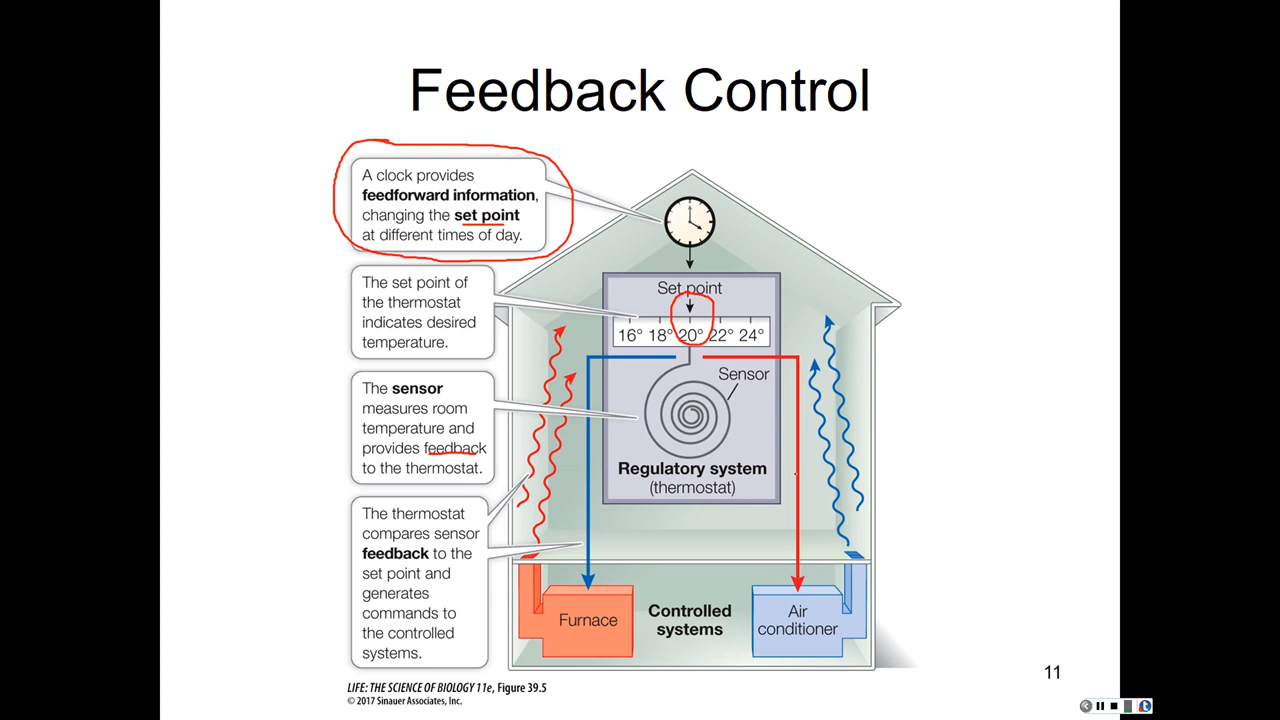 Feedback Control
A clock provides
feedforward information,
changing the set point
at different times of day.
The set point of
the thermostat
indicates desired
temperature.
The sensor
measures room
temperature and
provides feedback
to the thermostat.
The thermostat
compares sensor
feedback to the
set point and
generates
commands to
the controlled
systems.
Set point
16° 18° 20° 22° 24°
Sensor
Regulatory system
(thermostat)
Furnace
Controlled
systems
Air
conditioner
LIFE: THE SCIENCE OF BIOLOGY 11e, Figure 39.5
© 2017 Sinauer Associates, Inc.
11